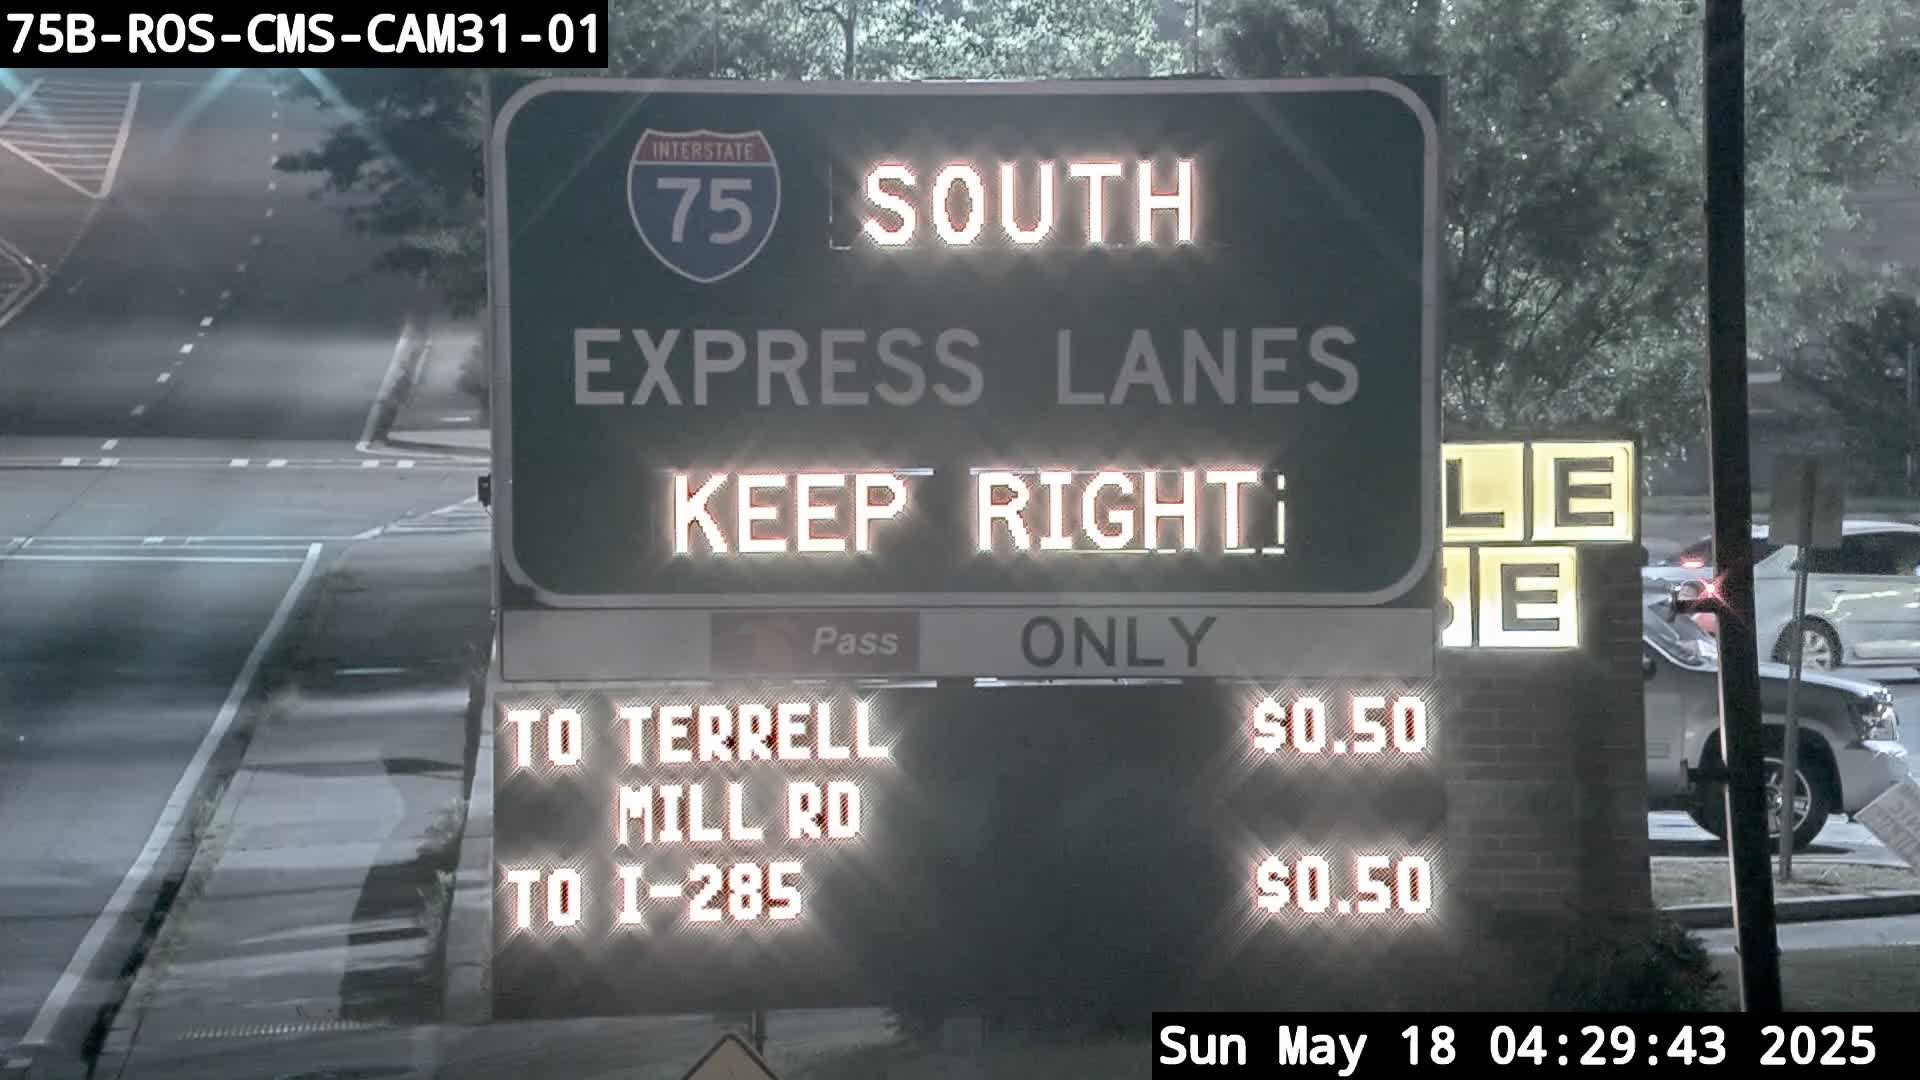 75B-ROS-CMS-CAM31-01
INTERSTATE
75
SOUTH
EXPRESS LANES
KEEP RIGHT
Pass ONLY
TO TERRELL $0.50
MILL RD
TO I-285 $0.50
LE
E
Sun May 18 04:29:43 2025